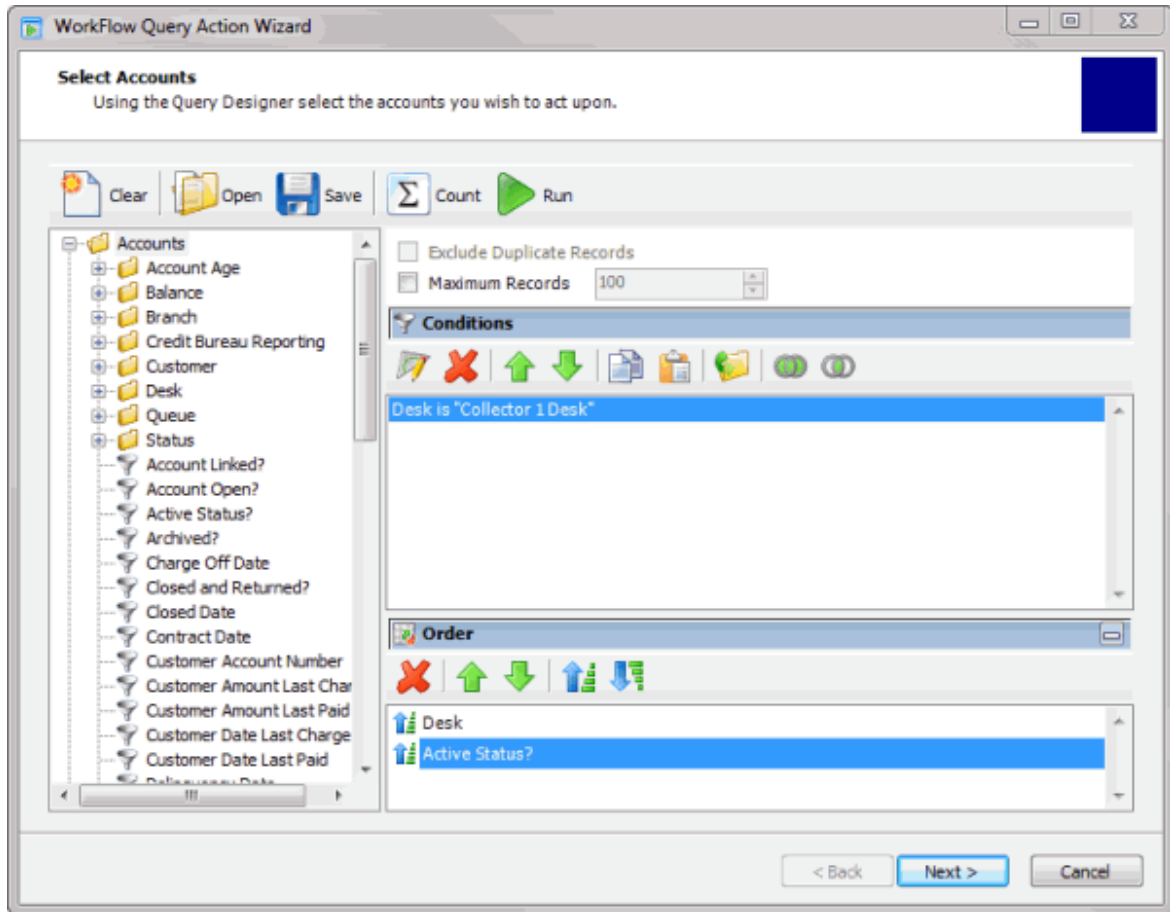 WorkFlow Query Action Wizard
Select Accounts
Using the Query Designer select the accounts you wish to act upon.
Clear Open Save Count Run
Accounts
Account Age
Balance
Branch
Credit Bureau Reporting
Customer
Desk
Queue
Status
Account Linked?
Account Open?
Active Status?
Archived?
Charge Off Date
Closed and Returned?
Closed Date
Contract Date
Customer Account Number
Customer Amount Last Char
Customer Amount Last Paid
Customer Date Last Charge
Customer Date Last Paid
Delinquency Date
Exclude Duplicate Records
Maximum Records 100
Conditions
Desk is "Collector 1 Desk"
Order
Desk
Active Status?
< Back Next > Cancel